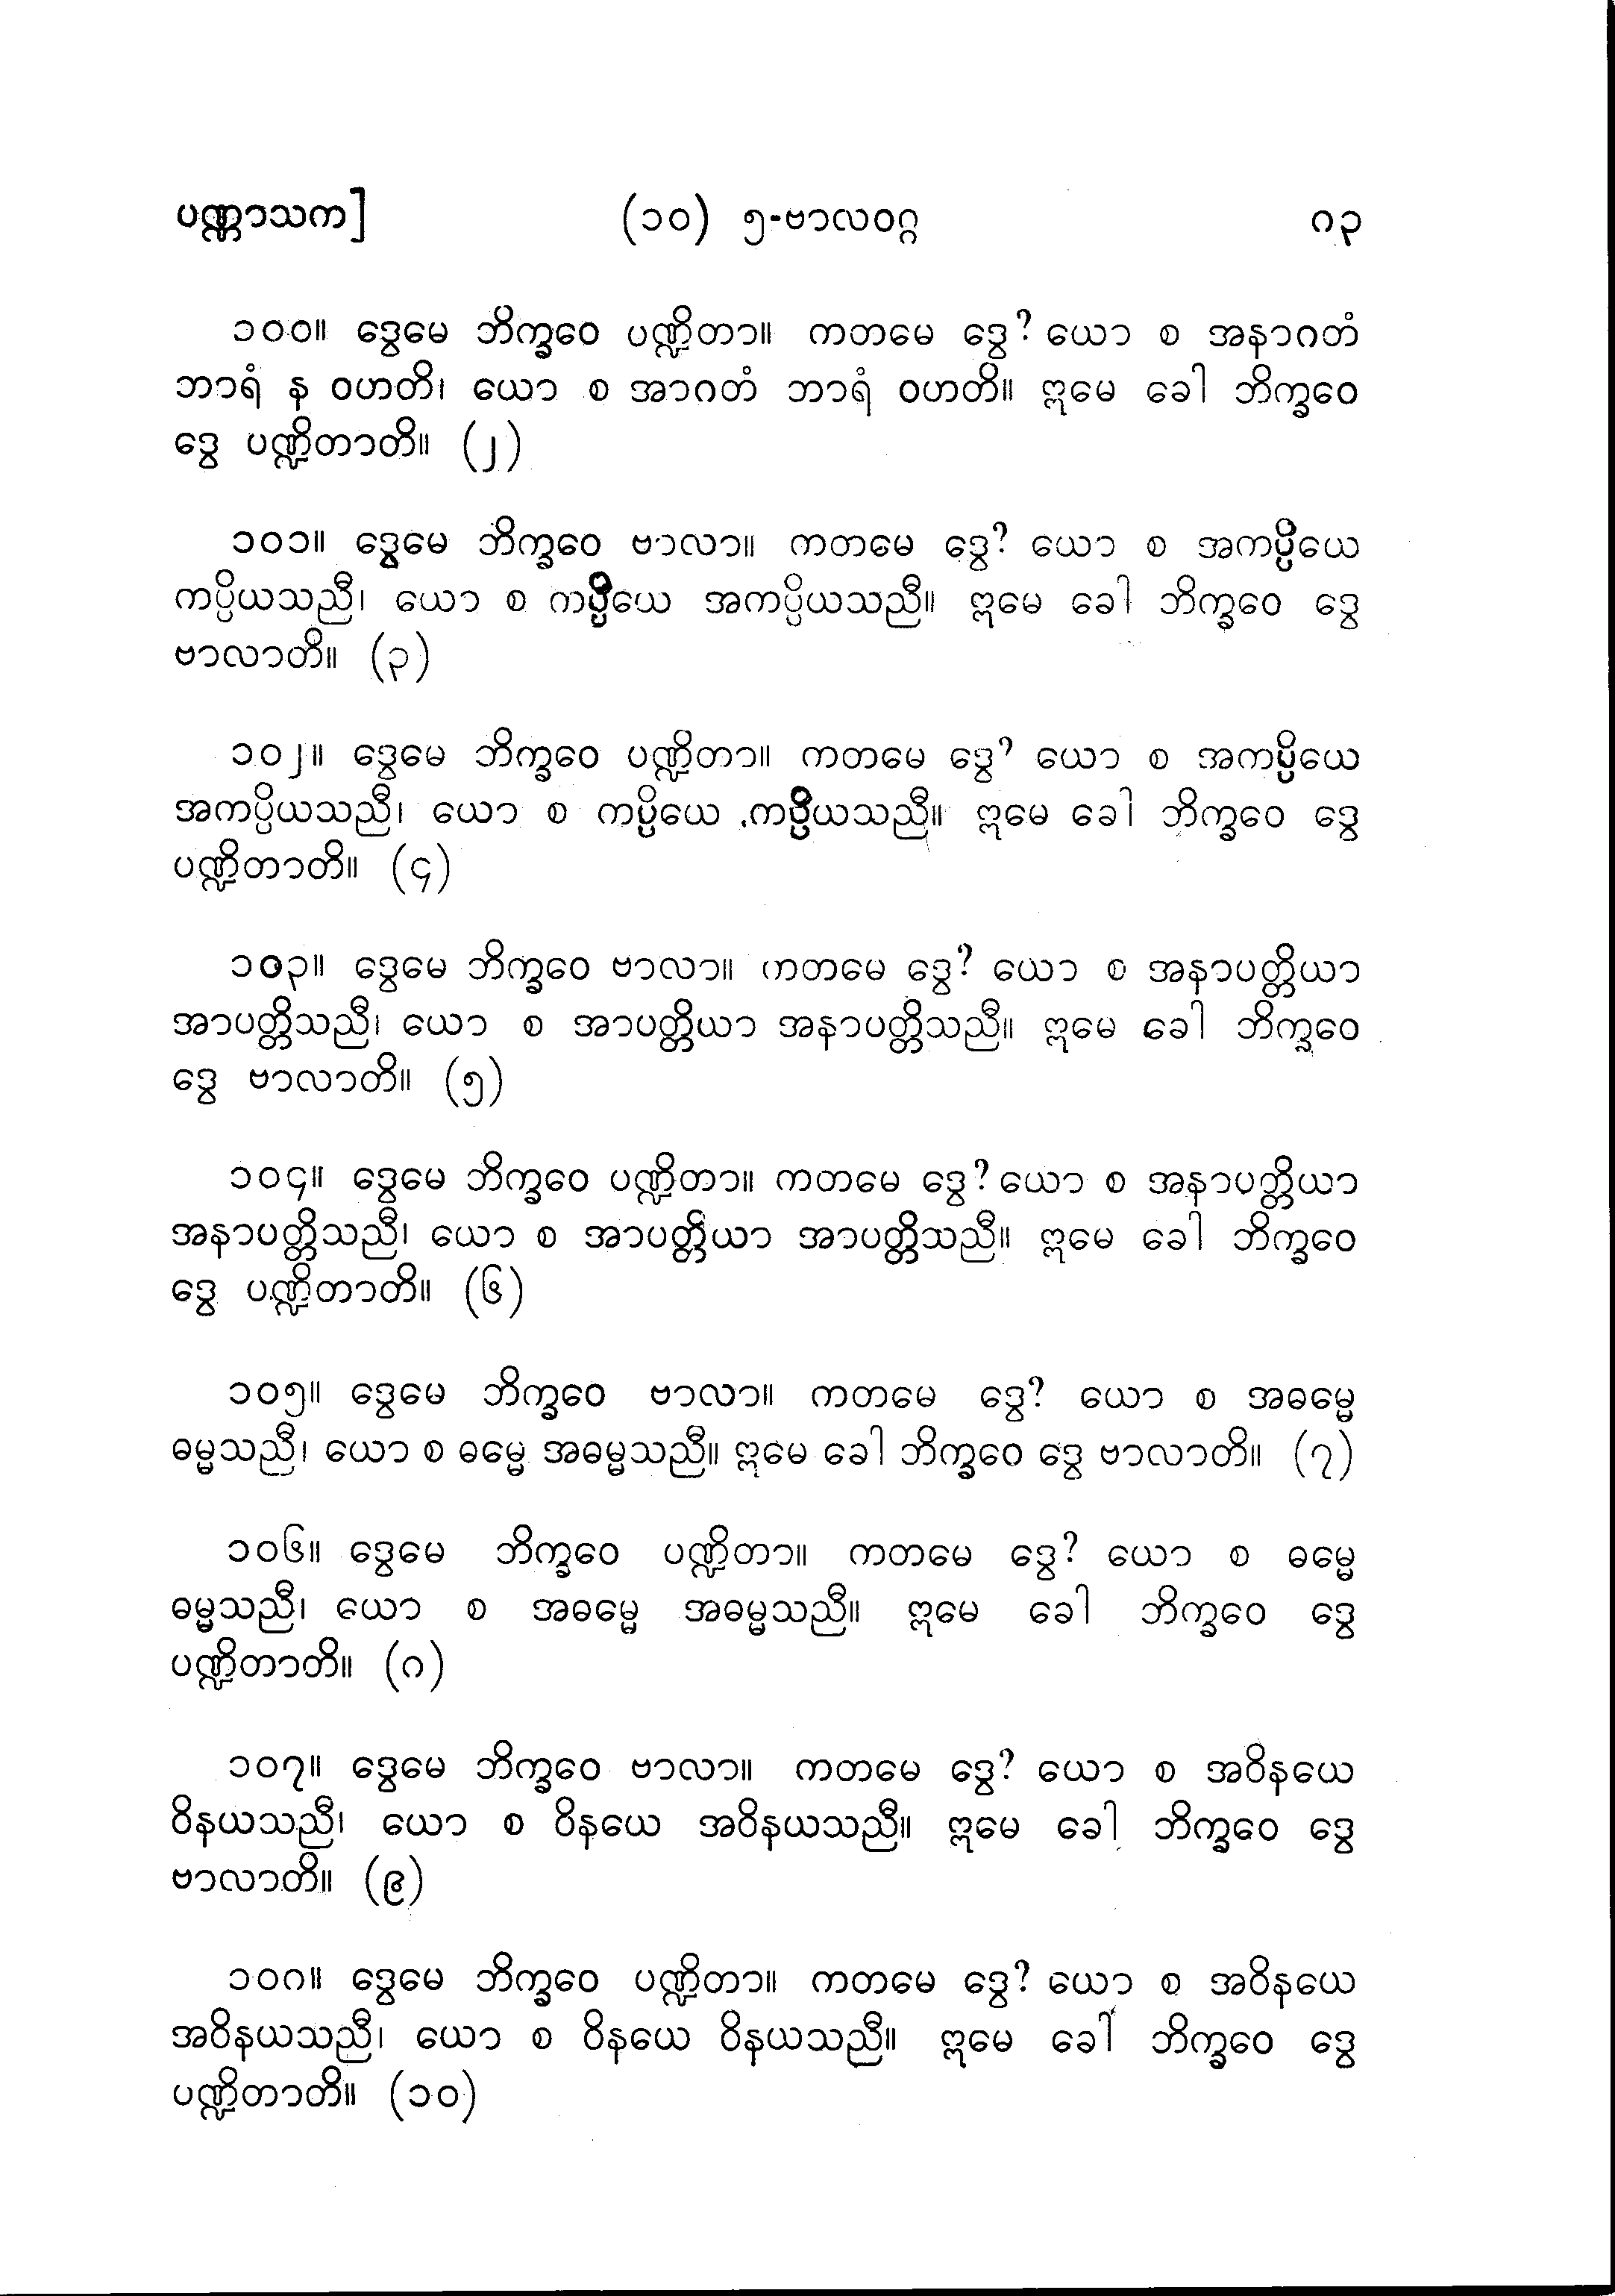 ပဏ္ဏာသက] (၁၀) ၅-ဗာလဝဂ္ဂ ၈၃
၁၀၀။ ဒွေမေ ဘိက္ခဝေ ပဏ္ဍိတာ။ ကတမေ ဒွေ? ယော စ အနာဂတံ
ဘာရံ န ဝဟတိ၊ ယော စ အာဂတံ ဘာရံ ဝဟတိ။ ဣမေ ခေါ ဘိက္ခဝေ
ဒွေ ပဏ္ဍိတာတိ။ (၂)
၁၀၁။ ဒွေမေ ဘိက္ခဝေ ဗာလာ။ ကတမေ ဒွေ? ယော စ အကပ္ပိယေ
ကပ္ပိယသညီ၊ ယော စ ကပ္ပိယေ အကပ္ပိယသညီ။ ဣမေ ခေါ ဘိက္ခဝေ ဒွေ
ဗာလာတိ။ (၃)
၁၀၂။ ဒွေမေ ဘိက္ခဝေ ပဏ္ဍိတာ။ ကတမေ ဒွေ? ယော စ အကပ္ပိယေ
အကပ္ပိယသညီ၊ ယော စ ကပ္ပိယေ ကပ္ပိယသညီ။ ဣမေ ခေါ ဘိက္ခဝေ ဒွေ
ပဏ္ဍိတာတိ။ (၄)
၁၀၃။ ဒွေမေ ဘိက္ခဝေ ဗာလာ။ ကတမေ ဒွေ? ယော စ အနာပတ္တိယာ
အာပတ္တိသညီ၊ ယော စ အာပတ္တိယာ အနာပတ္တိသညီ။ ဣမေ ခေါ ဘိက္ခဝေ
ဒွေ ဗာလာတိ။ (၅)
၁၀၄။ ဒွေမေ ဘိက္ခဝေ ပဏ္ဍိတာ။ ကတမေ ဒွေ? ယော စ အနာပတ္တိယာ
အနာပတ္တိသညီ၊ ယော စ အာပတ္တိယာ အာပတ္တိသညီ။ ဣမေ ခေါ ဘိက္ခဝေ
ဒွေ ပဏ္ဍိတာတိ။ (၆)
၁၀၅။ ဒွေမေ ဘိက္ခဝေ ဗာလာ။ ကတမေ ဒွေ? ယော စ အဓမ္မေ
ဓမ္မသညီ၊ ယော စ ဓမ္မေ အဓမ္မသညီ။ ဣမေ ခေါ ဘိက္ခဝေ ဒွေ ဗာလာတိ။ (၇)
၁၀၆။ ဒွေမေ ဘိက္ခဝေ ပဏ္ဍိတာ။ ကတမေ ဒွေ? ယော စ ဓမ္မေ
ဓမ္မသညီ၊ ယော စ အဓမ္မေ အဓမ္မသညီ။ ဣမေ ခေါ ဘိက္ခဝေ ဒွေ
ပဏ္ဍိတာတိ။ (၈)
၁၀၇။ ဒွေမေ ဘိက္ခဝေ ဗာလာ။ ကတမေ ဒွေ? ယော စ အဝိနယေ
ဝိနယသညီ၊ ယော စ ဝိနယေ အဝိနယသညီ။ ဣမေ ခေါ ဘိက္ခဝေ ဒွေ
ဗာလာတိ။ (၉)
၁၀၈။ ဒွေမေ ဘိက္ခဝေ ပဏ္ဍိတာ။ ကတမေ ဒွေ? ယော စ အဝိနယေ
အဝိနယသညီ၊ ယော စ ဝိနယေ ဝိနယသညီ။ ဣမေ ခေါ ဘိက္ခဝေ ဒွေ
ပဏ္ဍိတာတိ။ (၁၀)